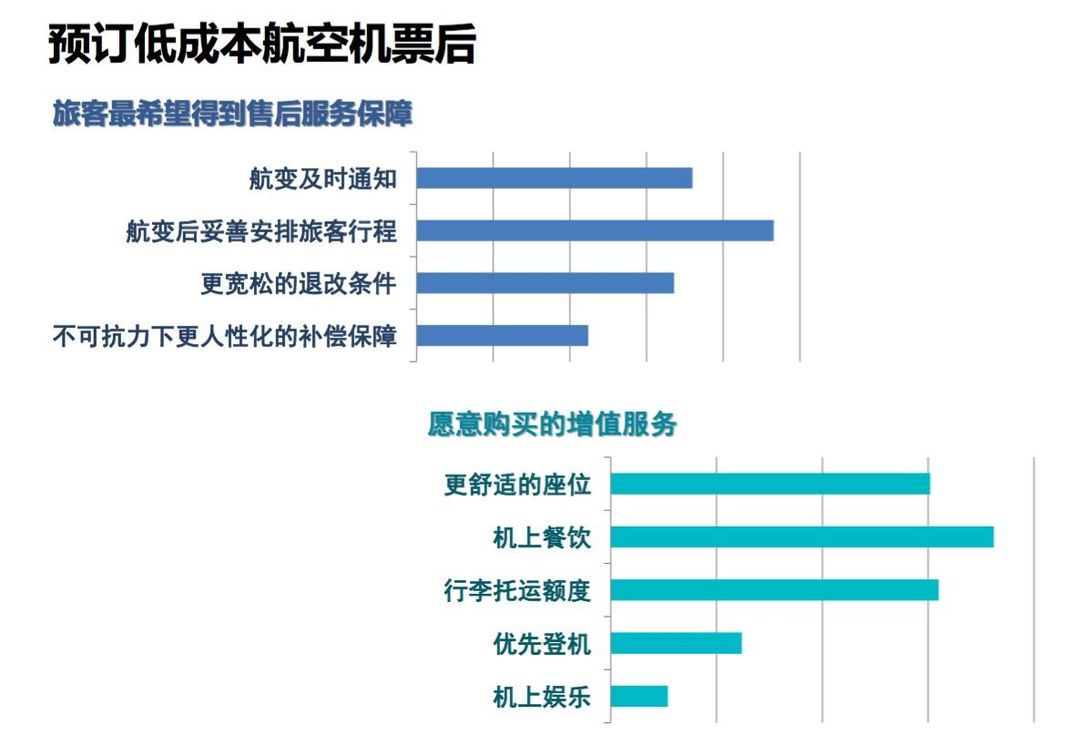 预订低成本航空机票后
旅客最希望得到售后服务保障
航变及时通知
航变后妥善安排旅客行程
更宽松的退改条件
不可抗力下更人性化的补偿保障
愿意购买的增值服务
更舒适的座位
机上餐饮
行李托运额度
优先登机
机上娱乐